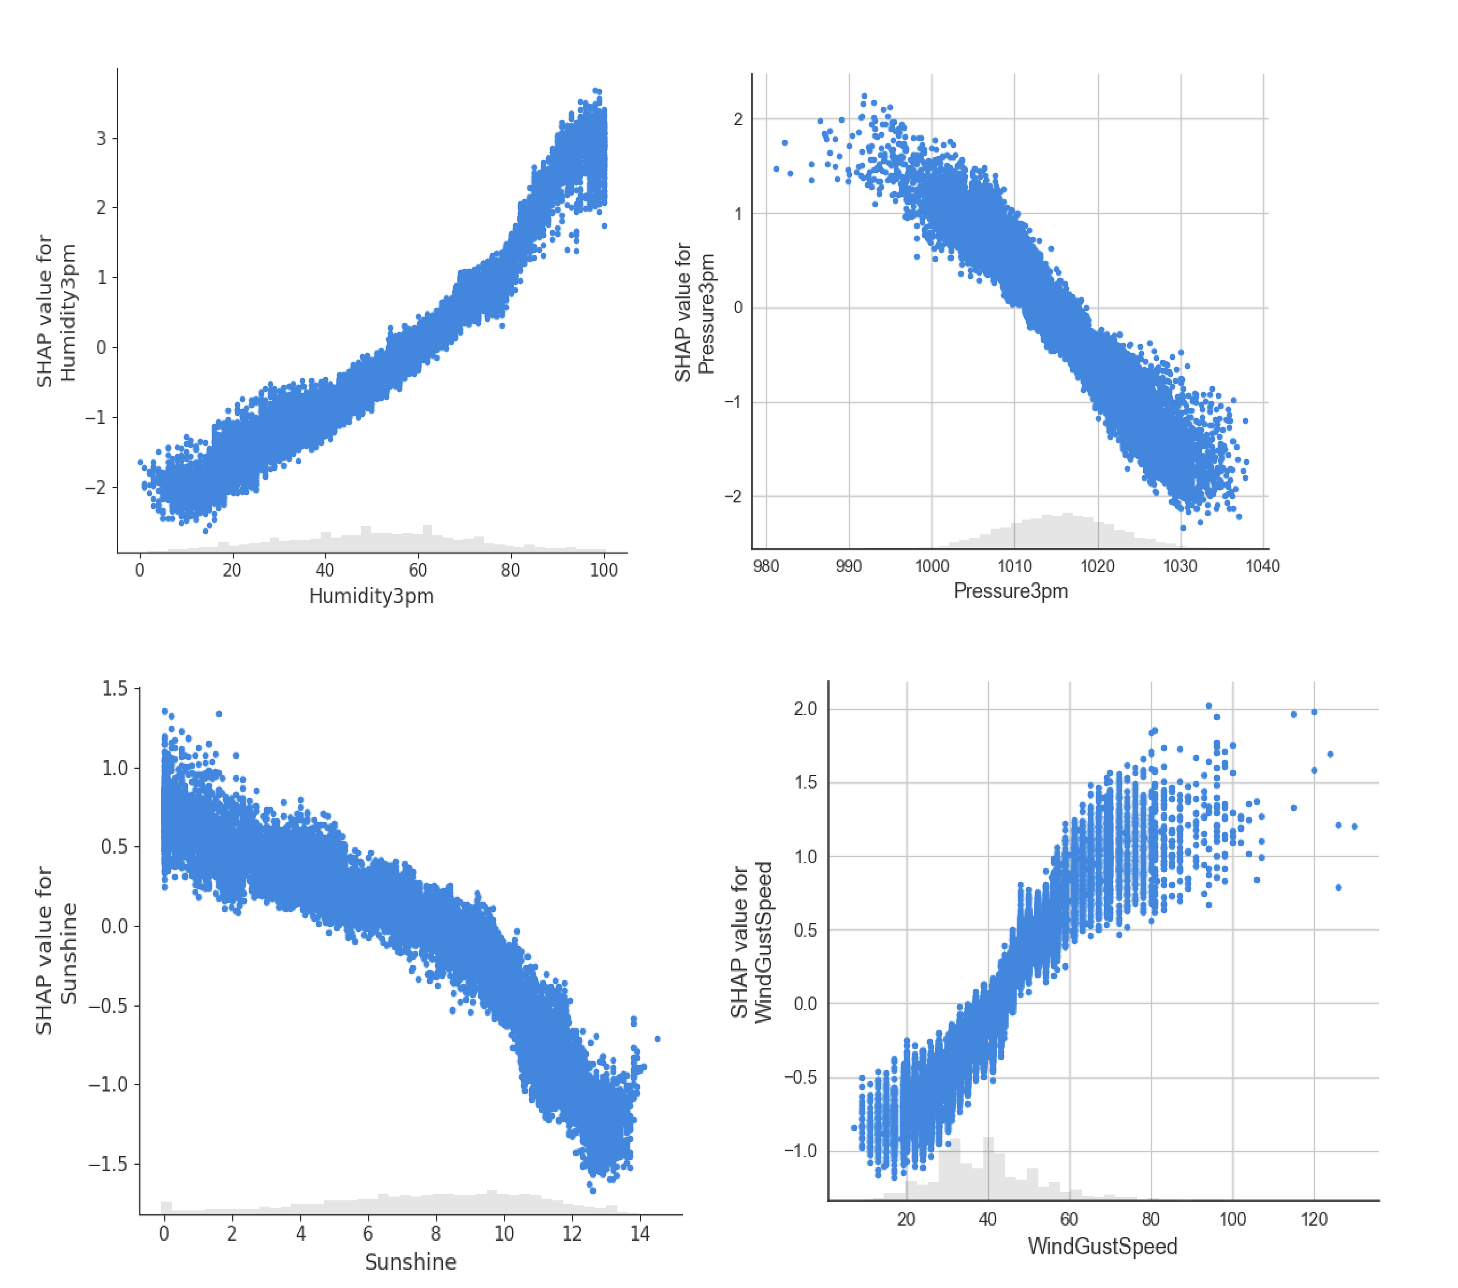 SHAP value for
Humidity3pm
3
2
1
0
−1
−2
0 20 40 60 80 100
Humidity3pm
SHAP value for
Pressure3pm
2
1
0
−1
−2
980 990 1000 1010 1020 1030 1040
Pressure3pm
SHAP value for
Sunshine
1.5
1.0
0.5
0.0
−0.5
−1.0
−1.5
0 2 4 6 8 10 12 14
Sunshine
SHAP value for
WindGustSpeed
2.0
1.5
1.0
0.5
0.0
−0.5
−1.0
20 40 60 80 100 120
WindGustSpeed